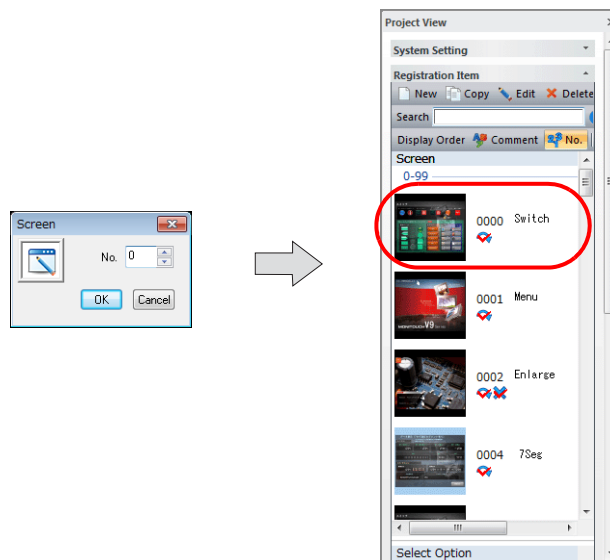 Project View
System Setting
Registration Item
New Copy Edit Delete
Search
Display Order Comment No.
Screen
0-99
0000 Switch
0001 Menu
V9
0002 Enlarge
0004 7Seg
Select Option
Screen
No. 0
OK Cancel